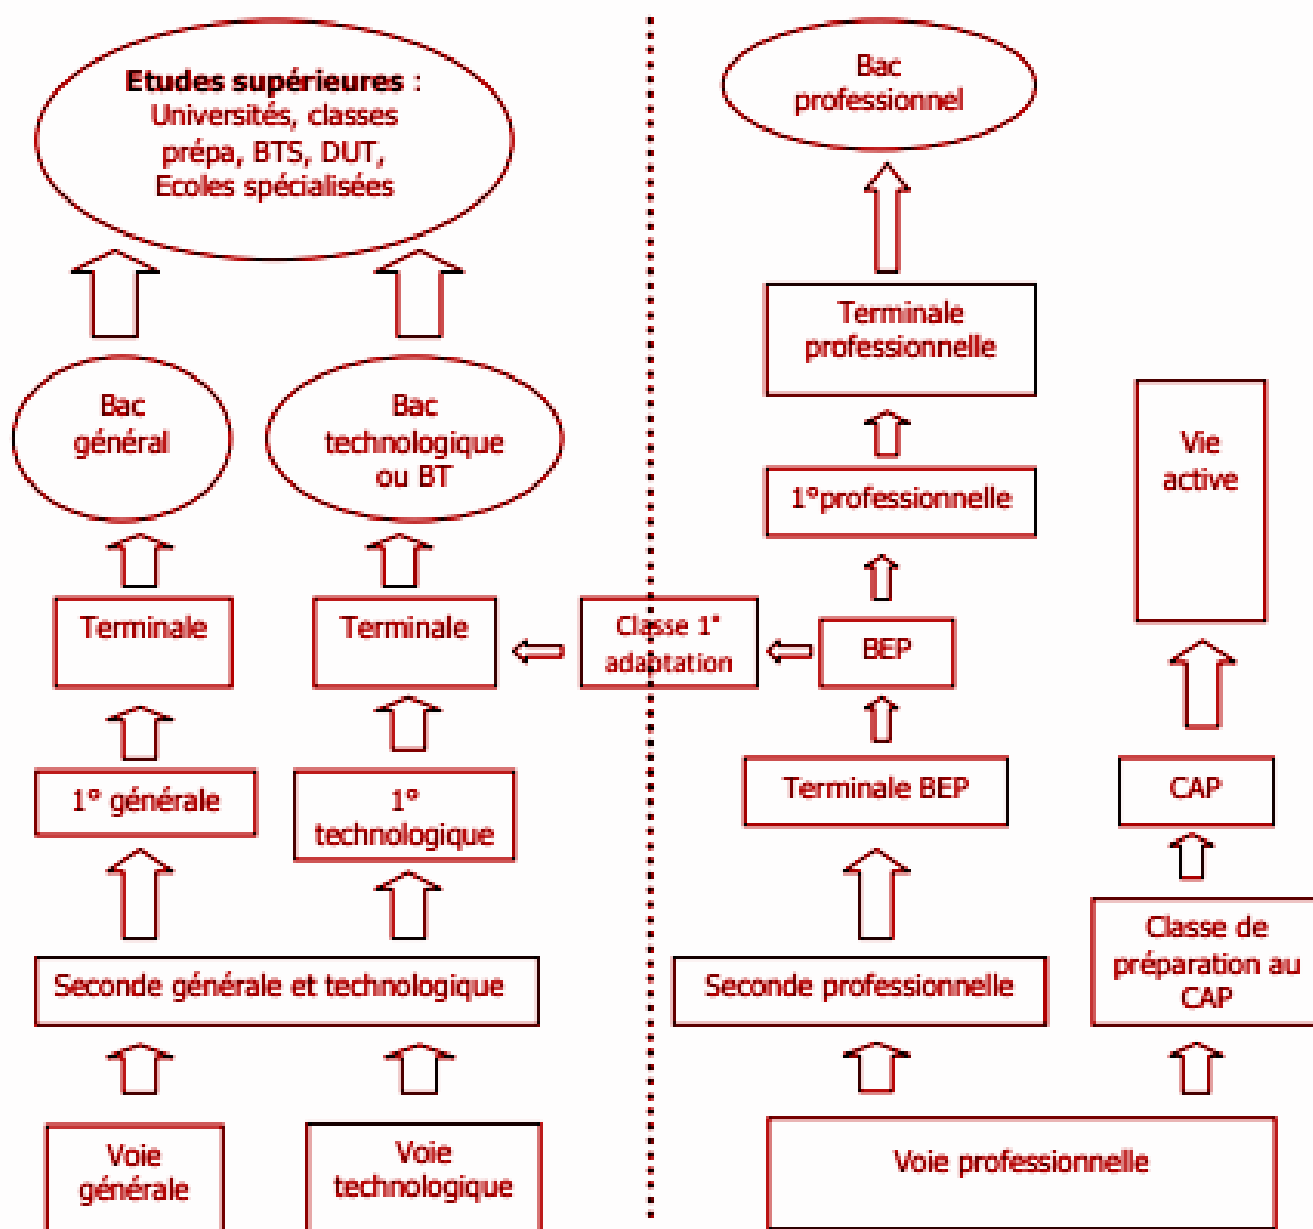 Etudes supérieures :
Universités, classes
prépa, BTS, DUT,
Ecoles spécialisées
Bac
professionnel
Terminale
professionnelle
Bac
général
Bac
technologique
ou BT
1°professionnelle
Vie
active
Terminale
Terminale
Classe 1°
adaptation
BEP
1° générale
1°
technologique
Terminale BEP
CAP
Seconde générale et technologique
Seconde professionnelle
Classe de
préparation au
CAP
Voie
générale
Voie
technologique
Voie professionnelle